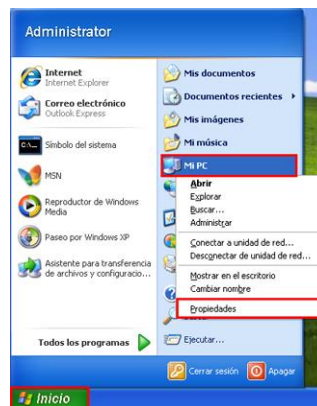 Administrator
Internet
Internet Explorer
Correo electrónico
Outlook Express
Símbolo del sistema
MSN
Reproductor de Windows
Media
Paseo por Windows XP
Asistente para transferencia
de archivos y configuracio...
Todos los programas
Mis documentos
Documentos recientes
Mis imágenes
Mi música
Mi PC
Abrir
Explorar
Buscar...
Administrar
Conectar a unidad de red...
Desconectar de unidad de red...
Mostrar en el escritorio
Cambiar nombre
Propiedades
Ejecutar...
Cerrar sesión
Apagar
Inicio